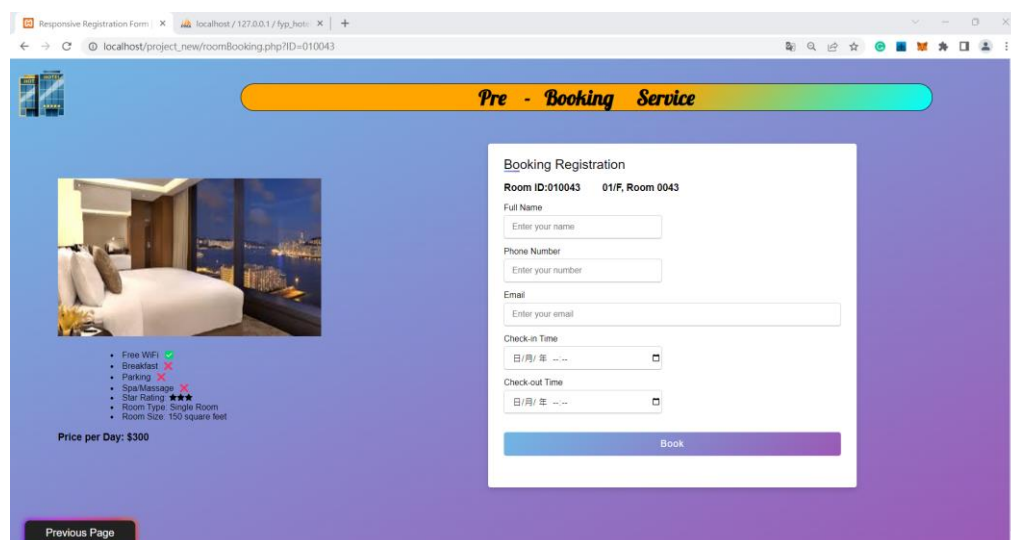 Responsive Registration Form
localhost / 127.0.0.1 / fyp_hot
localhost/project_new/roomBooking.php?ID=010043
Pre - Booking Service
Booking Registration
Room ID:010043 01/F, Room 0043
Full Name
Enter your name
Phone Number
Enter your number
Email
Enter your email
Check-in Time
日/月/年 --:--
Check-out Time
日/月/年 --:--
Book
Free WiFi ✅
Breakfast ❌
Parking ❌
Spa/Massage ❌
Star Rating: ★★★
Room Type: Single Room
Room Size: 150 square feet
Price per Day: $300
Previous Page